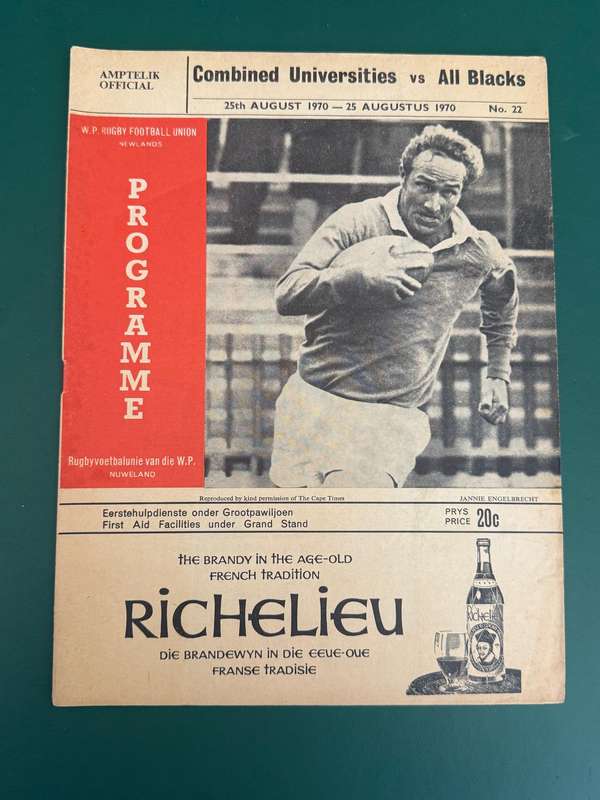 AMPTELIK
OFFICIAL
Combined Universities vs All Blacks
25th AUGUST 1970 — 25 AUGUSTUS 1970
No. 22
W.P. RUGBY FOOTBALL UNION
NEWLANDS
PROGRAMME
Rugbyvoetbalunie van die W.P.
NUWELAND
Reproduced by kind permission of The Cape Times
JANNIE ENGELBRECHT
Eerstehulpdienste onder Grootpawiljoen
First Aid Facilities under Grand Stand
PRYS
PRICE 20c
THE BRANDY IN THE AGE-OLD
FRENCH TRADITION
RICHELIEU
DIE BRANDEWYN IN DIE EEUE-OUE
FRANSE TRADISIE
Richelieu